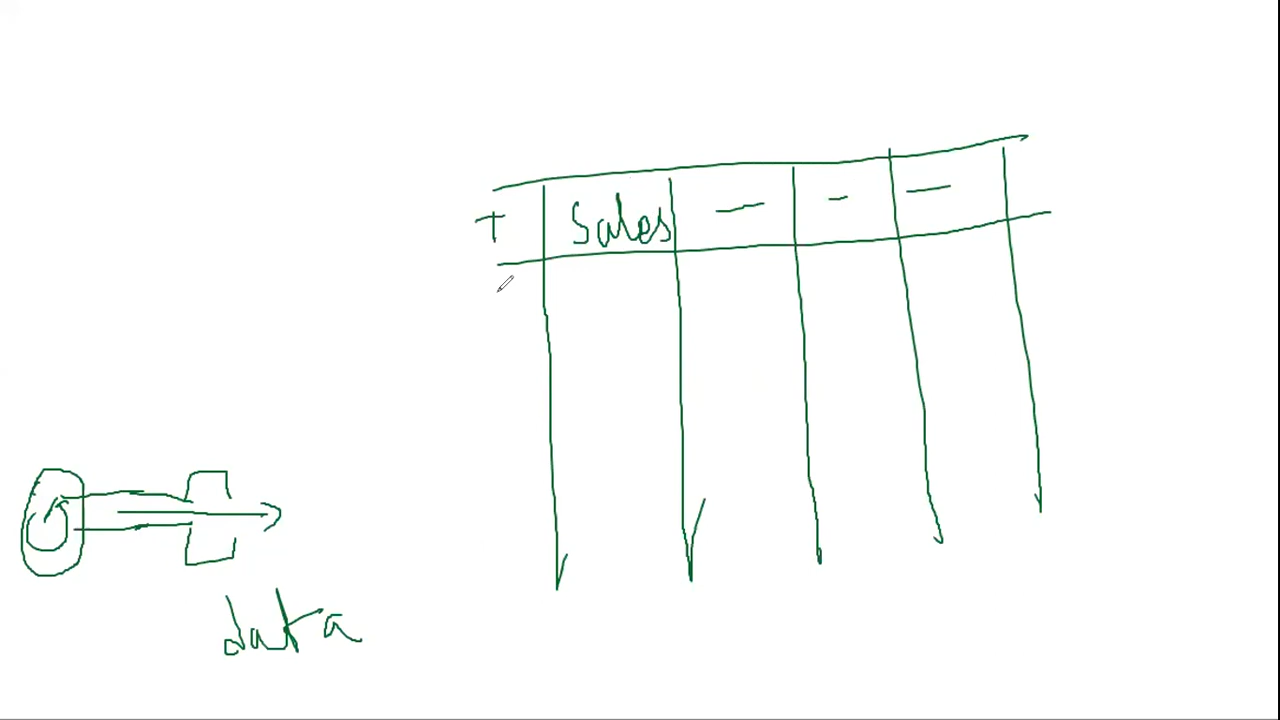 T Sales — - —
data